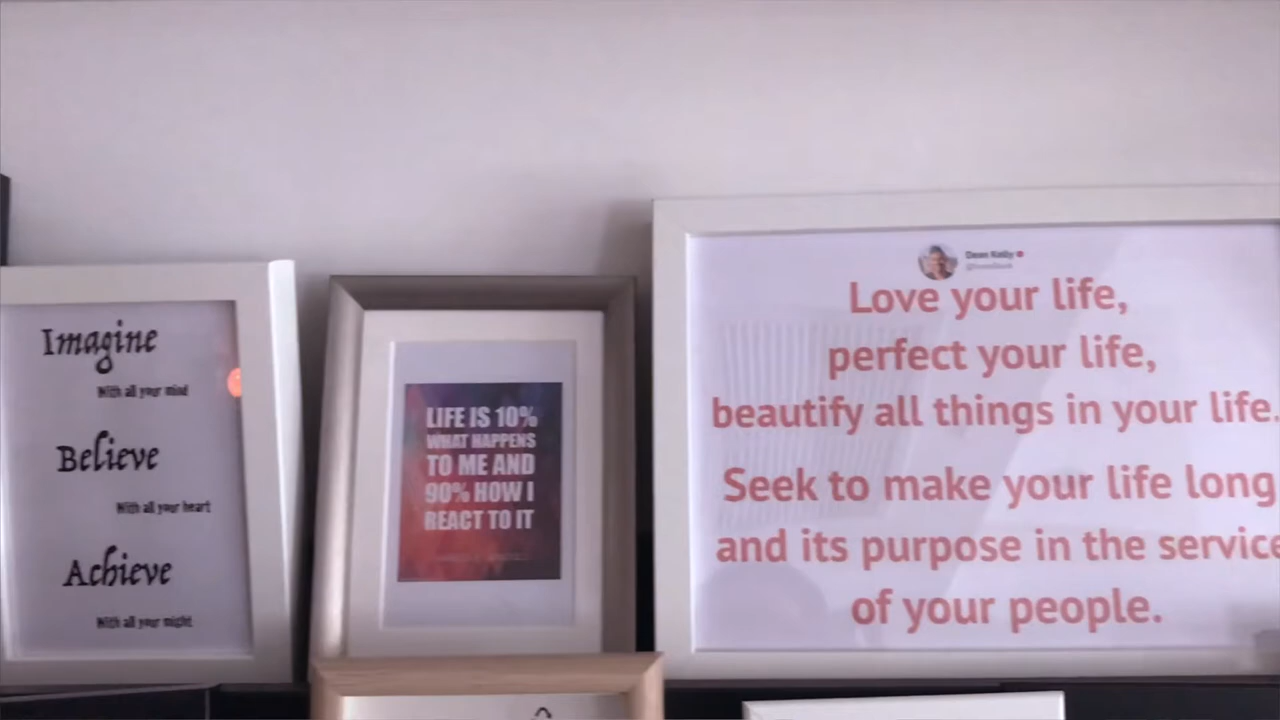 Imagine
With all your mind
Believe
With all your heart
Achieve
With all your might
LIFE IS 10%
WHAT HAPPENS
TO ME AND
90% HOW I
REACT TO IT
Dean Kelly
Love your life,
perfect your life,
beautify all things in your life.
Seek to make your life long
and its purpose in the service
of your people.